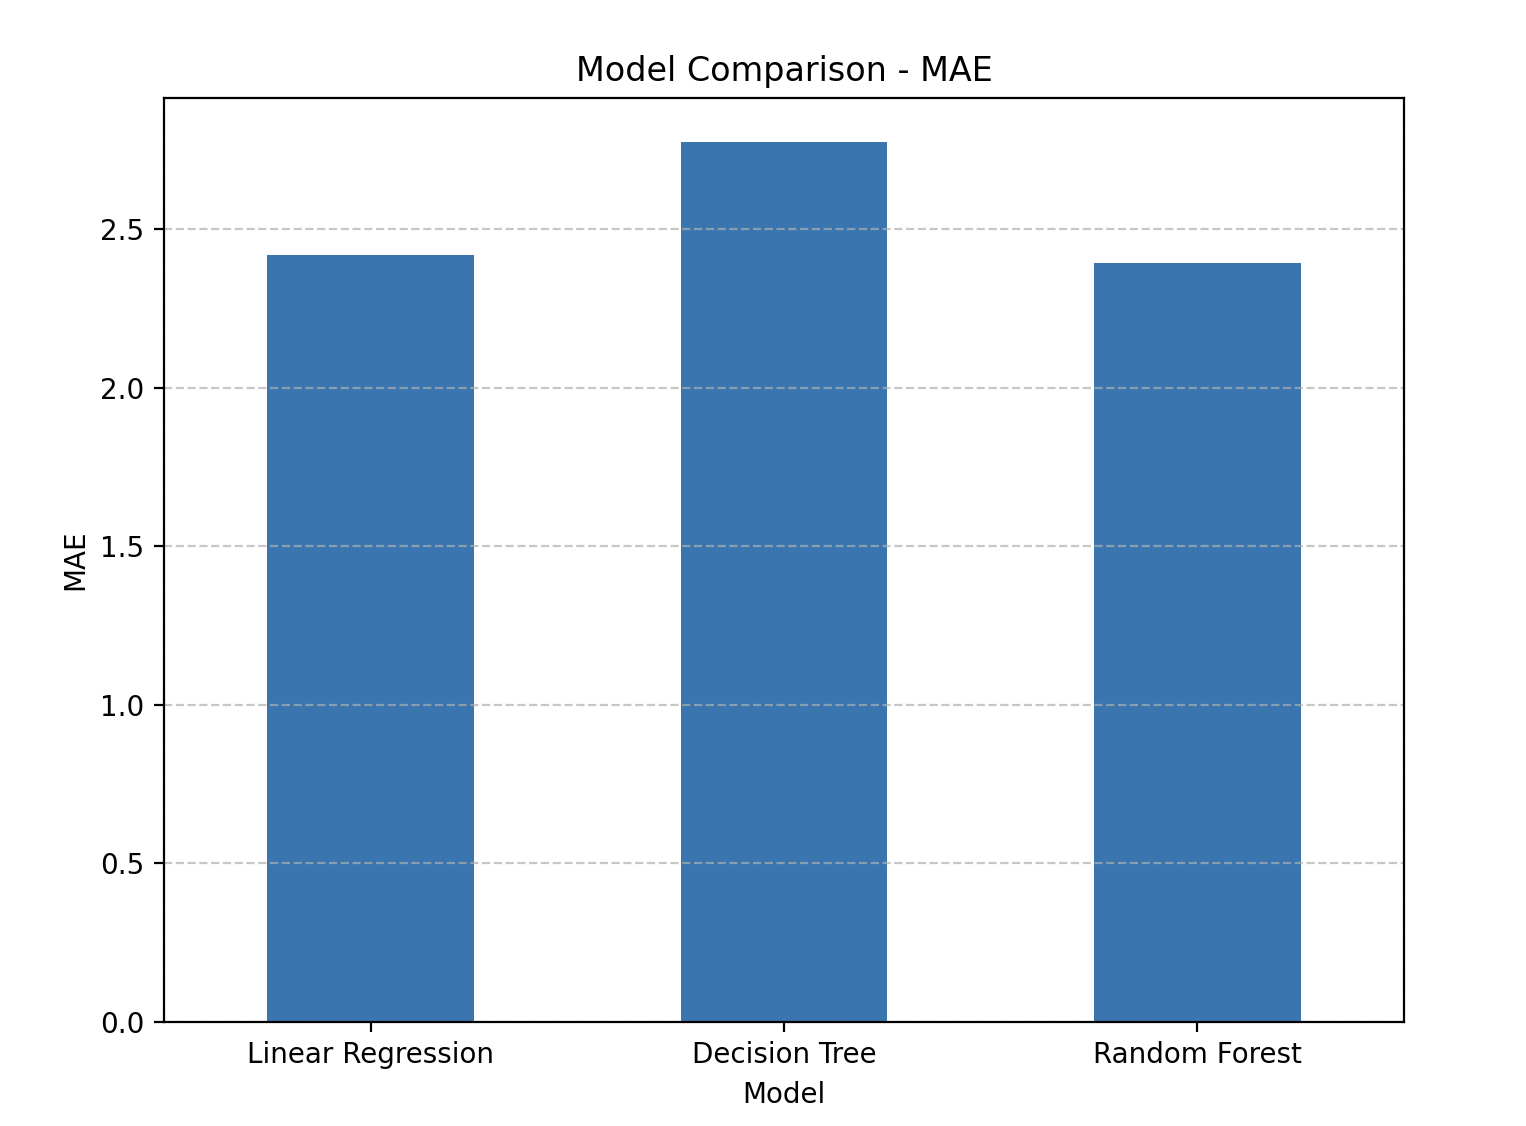 Model Comparison - MAE
2.5
2.0
1.5
1.0
0.5
0.0
MAE
Linear Regression
Decision Tree
Random Forest
Model